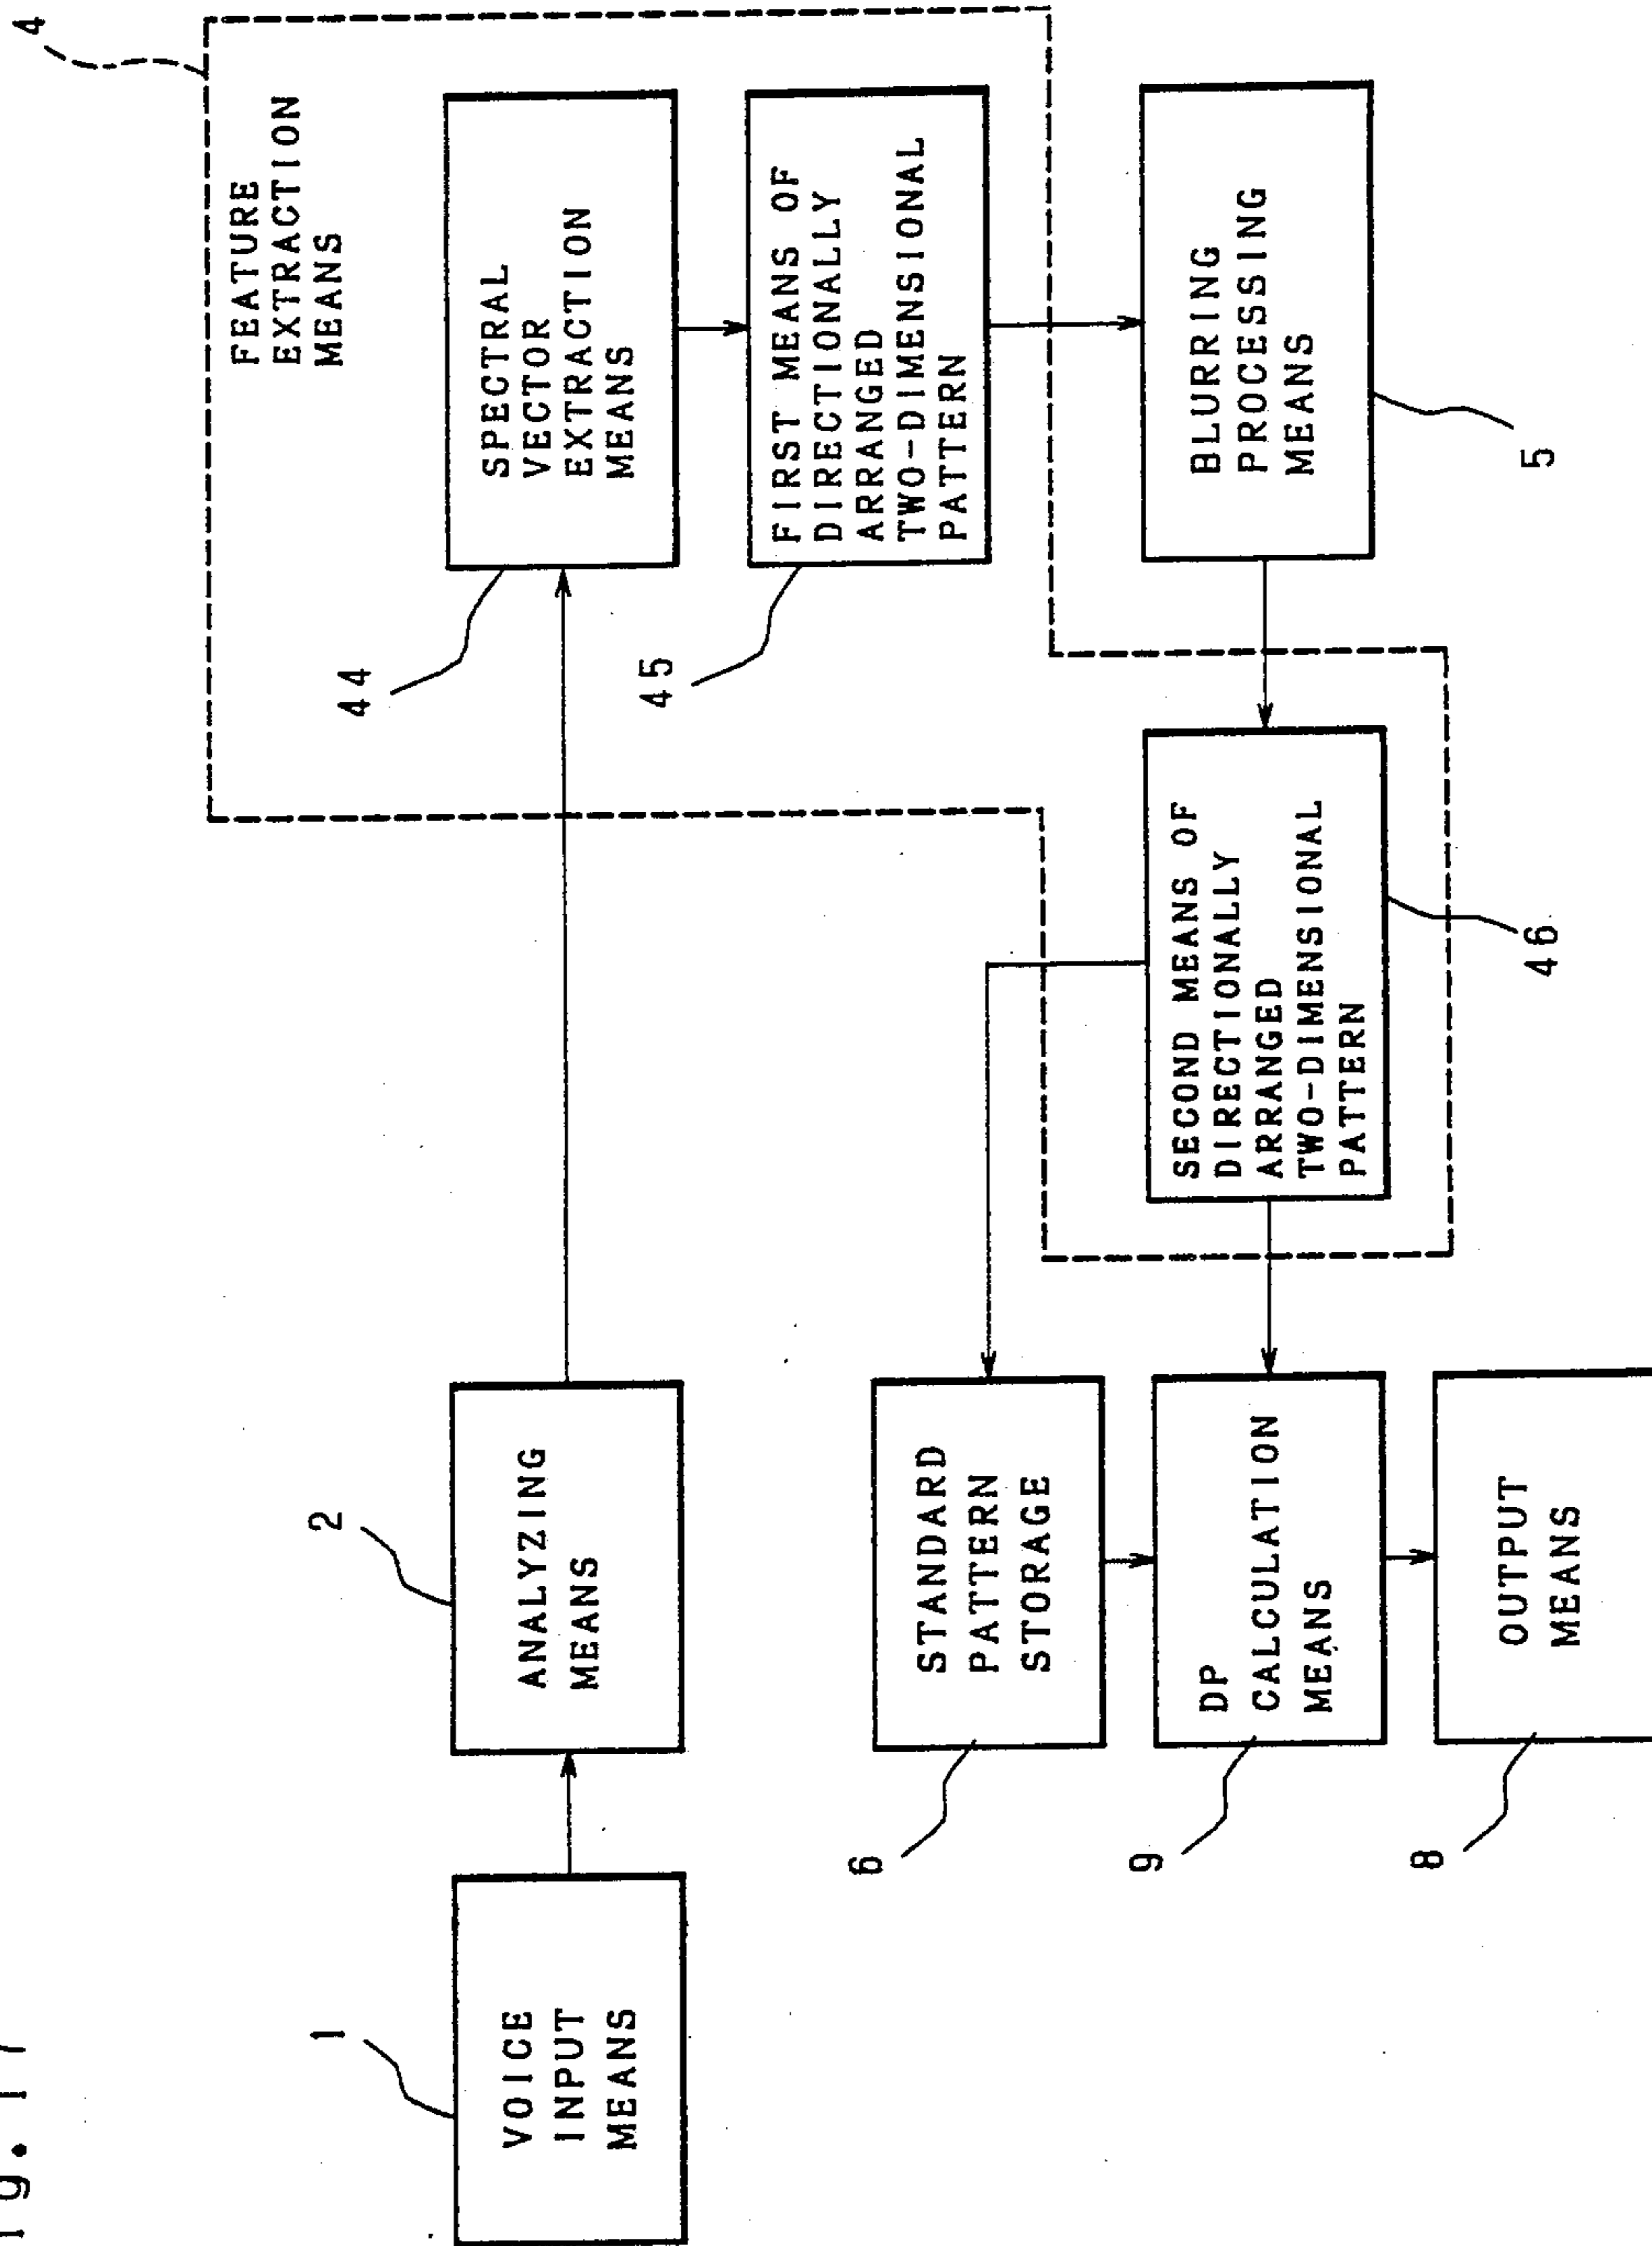 Fig. 17
1
VOICE
INPUT
MEANS
2
ANALYZING
MEANS
4
FEATURE
EXTRACTION
MEANS
44
SPECTRAL
VECTOR
EXTRACTION
MEANS
45
FIRST MEANS OF
DIRECTIONALLY
ARRANGED
TWO-DIMENSIONAL
PATTERN
BLURRING
PROCESSING
MEANS
5
SECOND MEANS OF
DIRECTIONALLY
ARRANGED
TWO-DIMENSIONAL
PATTERN
46
6
STANDARD
PATTERN
STORAGE
9
DP
CALCULATION
MEANS
8
OUTPUT
MEANS